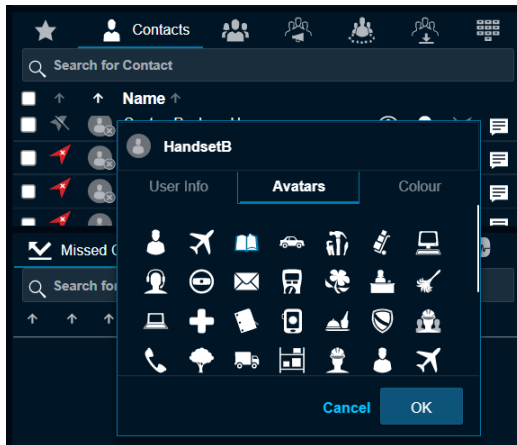 Contacts
Search for Contact
Name
HandsetB
User Info
Avatars
Colour
Missed
Search for
Cancel
OK